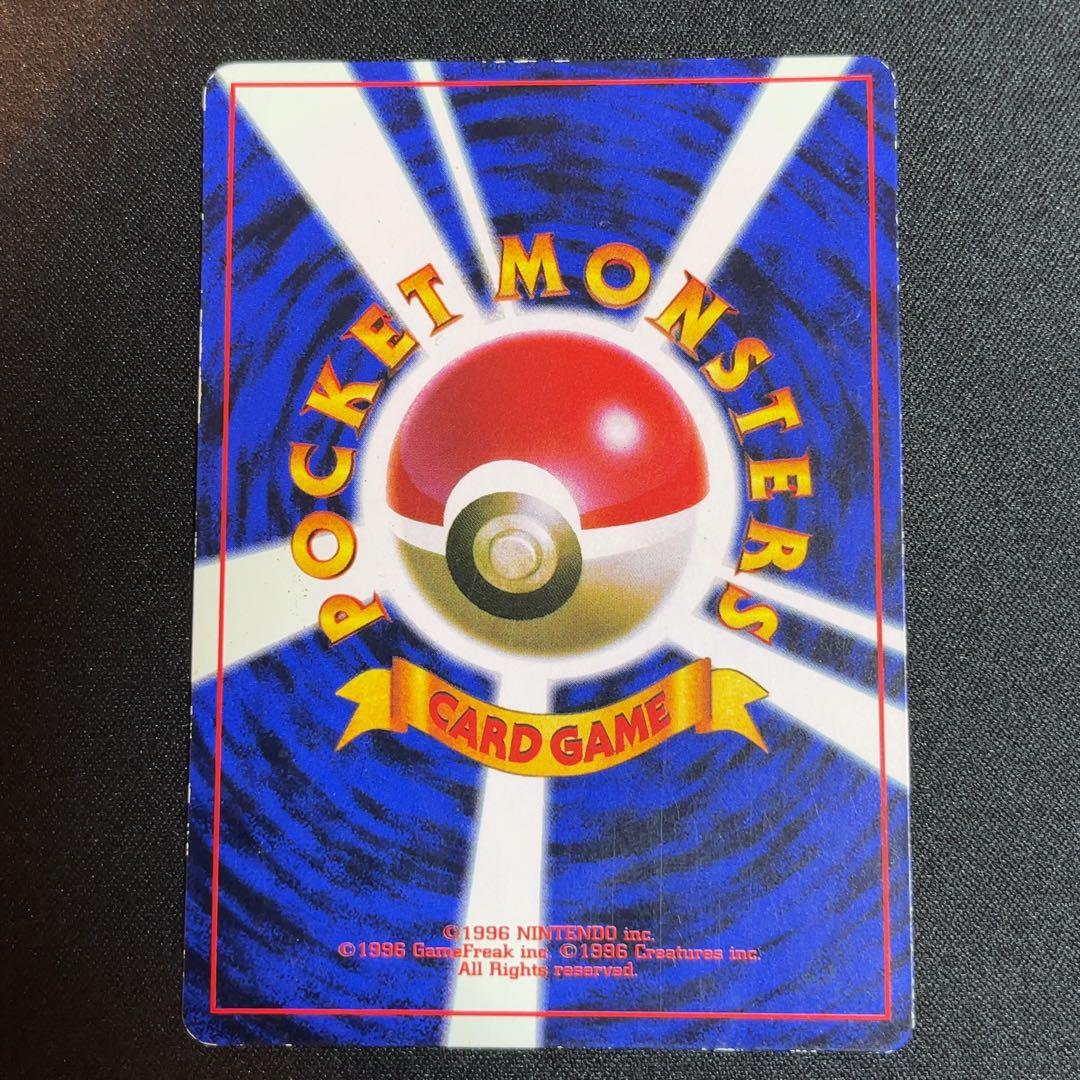 POCKET MONSTERS
CARD GAME
©1996 NINTENDO inc.
©1996 GameFreak inc. ©1996 Creatures inc.
All Rights reserved.